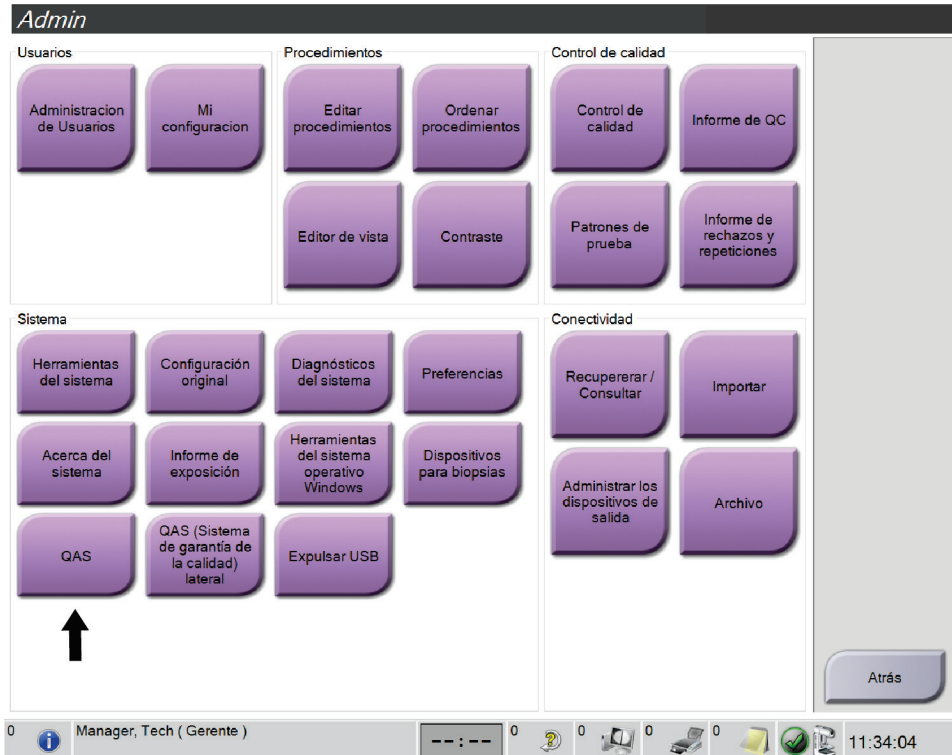 Admin
Usuarios
Administracion
de Usuarios
Mi
configuracion
Procedimientos
Editar
procedimientos
Ordenar
procedimientos
Editor de vista
Contraste
Control de calidad
Control de
calidad
Informe de QC
Patrones de
prueba
Informe de
rechazos y
repeticiones
Sistema
Herramientas
del sistema
Configuración
original
Diagnósticos
del sistema
Preferencias
Acerca del
sistema
Informe de
exposición
Herramientas
del sistema
operativo
Windows
Dispositivos
para biopsias
QAS
QAS (Sistema
de garantía de
la calidad)
lateral
Expulsar USB
Conectividad
Recupererar /
Consultar
Importar
Administrar los
dispositivos de
salida
Archivo
Atrás
0
Manager, Tech ( Gerente )
--:--
0
0
0
0
11:34:04